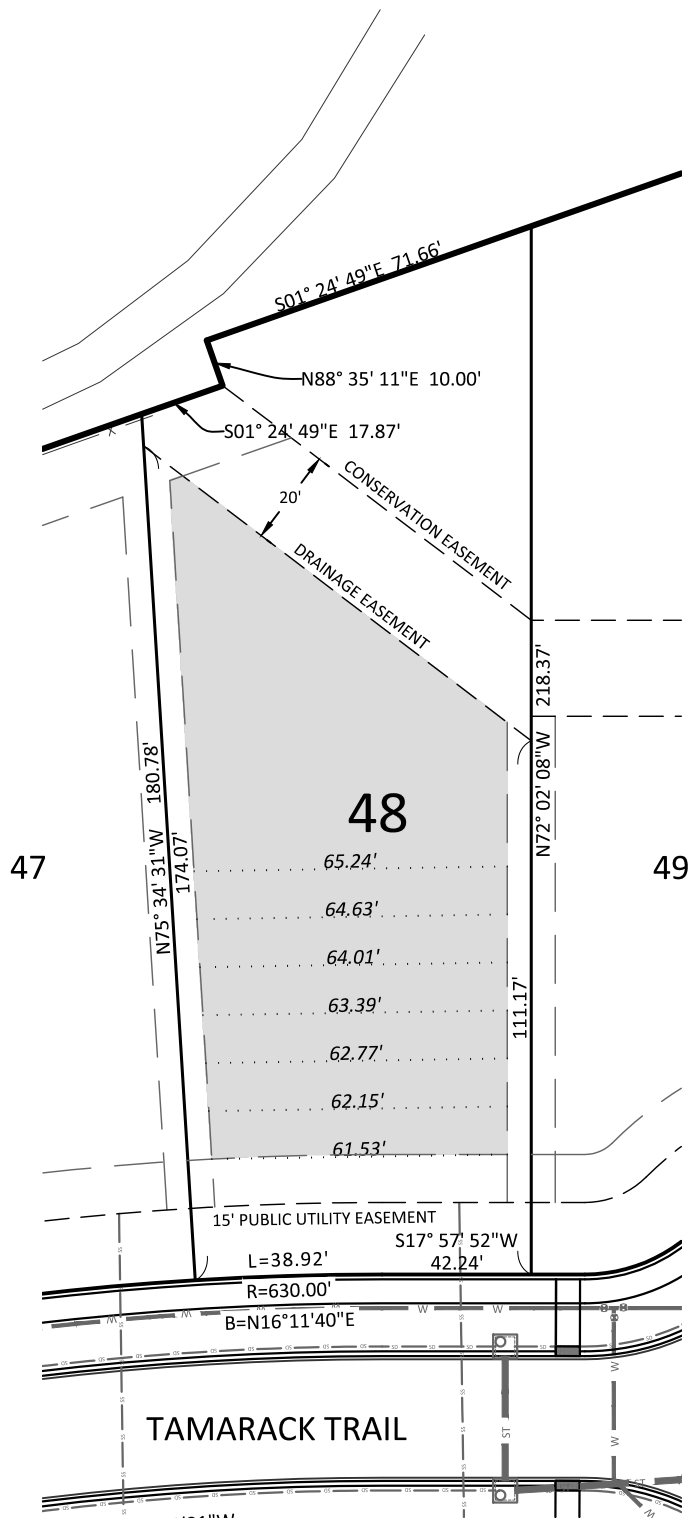 S01° 24' 49"E 71.66'
N88° 35' 11"E 10.00'
S01° 24' 49"E 17.87'
CONSERVATION EASEMENT
20'
DRAINAGE EASEMENT
218.37'
N72° 02' 08"W
180.78'
N75° 34' 31"W
174.07'
48
47
49
65.24'
64.63'
64.01'
63.39'
111.17'
62.77'
62.15'
61.53'
15' PUBLIC UTILITY EASEMENT
S17° 57' 52"W
42.24'
L=38.92'
R=630.00'
B=N16°11'40"E
W
W
W
W
W
W
ST
TAMARACK TRAIL
ST
W